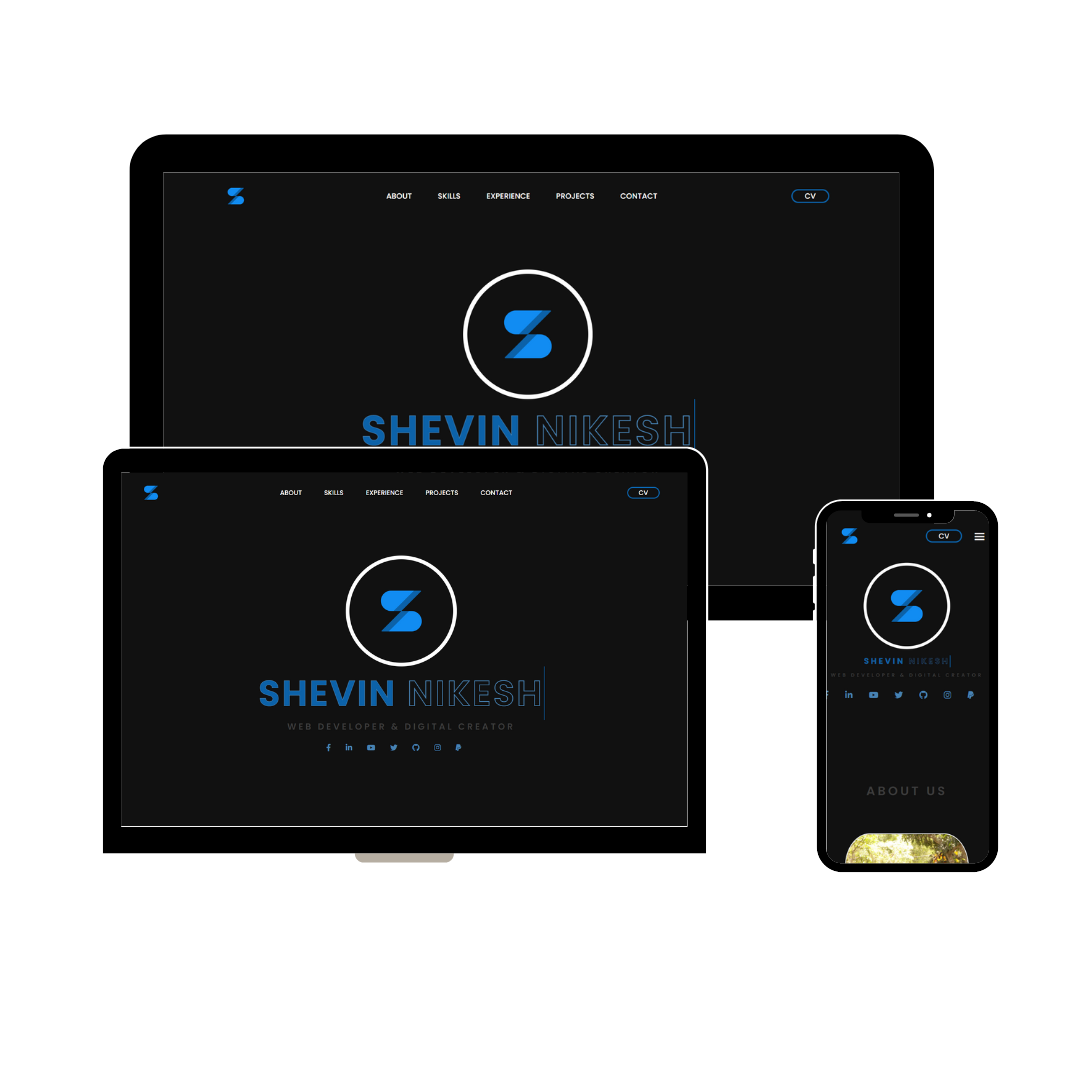 ABOUT SKILLS EXPERIENCE PROJECTS CONTACT CV
SHEVIN NIKESH
ABOUT SKILLS EXPERIENCE PROJECTS CONTACT CV
SHEVIN NIKESH
WEB DEVELOPER & DIGITAL CREATOR
CV
SHEVIN NIKESH
WEB DEVELOPER & DIGITAL CREATOR
ABOUT US